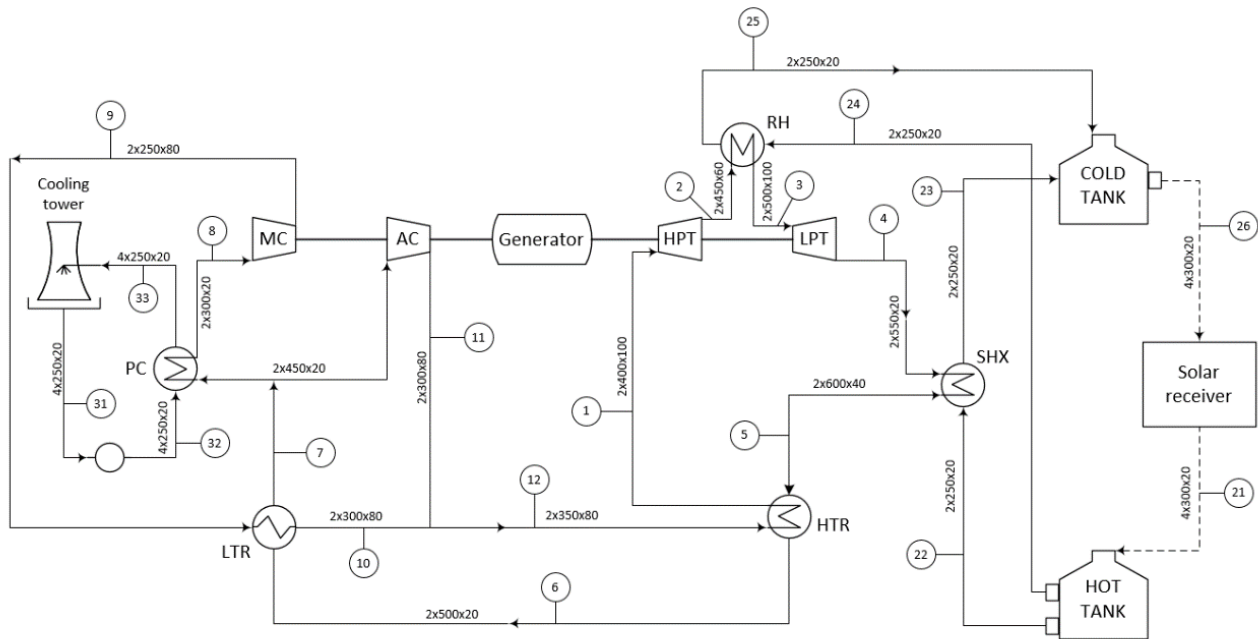 25
2x250x20
9
24
RH
2x250x80
2x250x20
2
2x450x60
2x500x100
3
COLD
TANK
Cooling
tower
23
8
MC
AC
Generator
HPT
LPT
4
26
4x250x20
33
2x300x20
2x250x20
4x300x20
2x550x20
11
PC
2x450x20
2x300x80
2x400x100
SHX
2x600x40
Solar
receiver
4x250x20
31
1
4x250x20
32
7
5
12
2x250x20
4x300x20
21
2x300x80
2x350x80
LTR
10
HTR
22
6
2x500x20
HOT
TANK